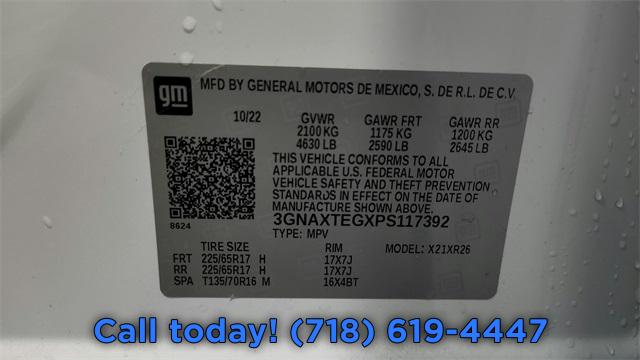 gm
MFD BY GENERAL MOTORS DE MEXICO, S. DE R.L. DE C.V.
10/22 GVWR GAWR FRT GAWR RR
2100 KG 1175 KG 1200 KG
4630 LB 2590 LB 2645 LB
THIS VEHICLE CONFORMS TO ALL
APPLICABLE U.S. FEDERAL MOTOR
VEHICLE SAFETY AND THEFT PREVENTION
STANDARDS IN EFFECT ON THE DATE OF
MANUFACTURE SHOWN ABOVE.
3GNAXTEGXPS117392
8624 TYPE: MPV
TIRE SIZE RIM MODEL: X21XR26
FRT 225/65R17 H 17X7J
RR 225/65R17 H 17X7J
SPA T135/70R16 M 16X4BT
Call today! (718) 619-4447